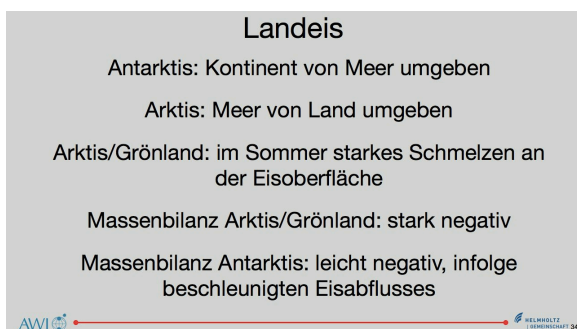 Landeis
Antarktis: Kontinent von Meer umgeben
Arktis: Meer von Land umgeben
Arktis/Grönland: im Sommer starkes Schmelzen an
der Eisoberfläche
Massenbilanz Arktis/Grönland: stark negativ
Massenbilanz Antarktis: leicht negativ, infolge
beschleunigten Eisabflusses
AWI
HELMHOLTZ
| GEMEINSCHAFT 34